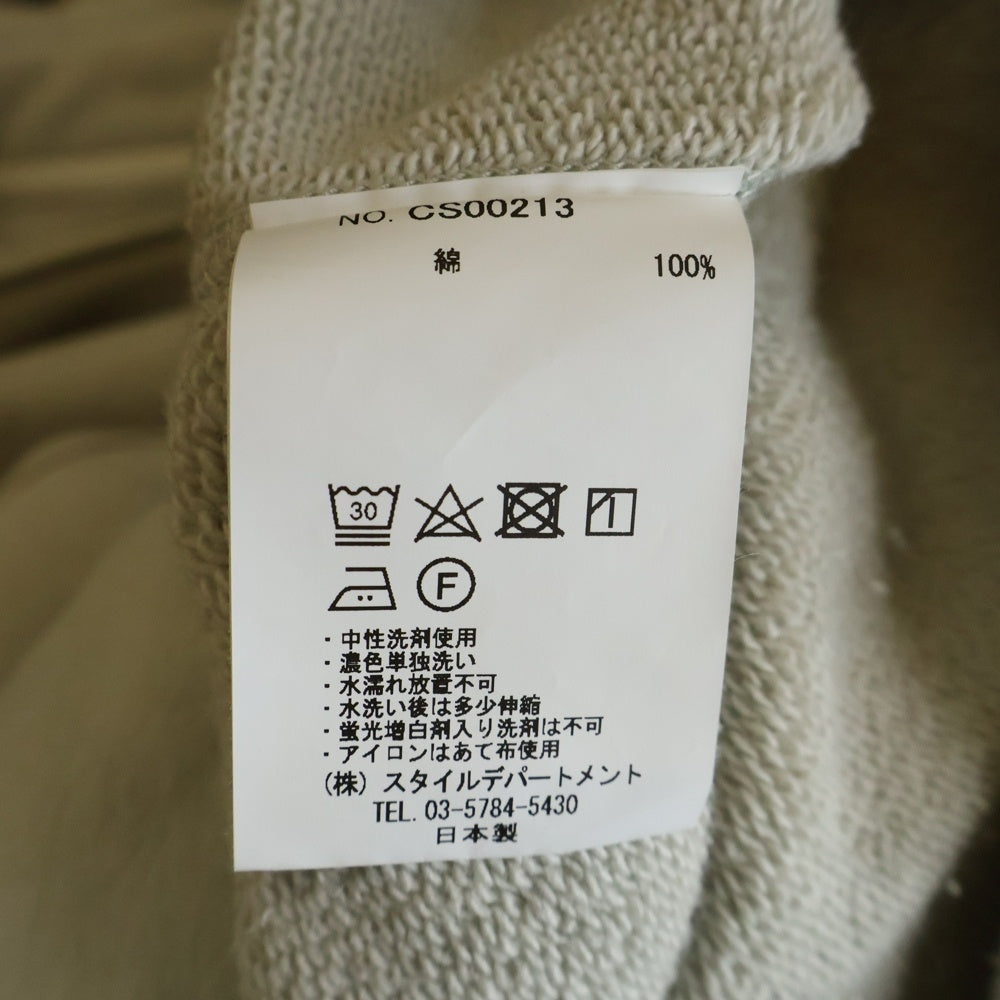 NO. CS00213
綿 100%
30
F
・中性洗剤使用
・濃色単独洗い
・水濡れ放置不可
・水洗い後は多少伸縮
・蛍光増白剤入り洗剤は不可
・アイロンはあて布使用
(株) スタイルデパートメント
TEL. 03-5784-5430
日本製